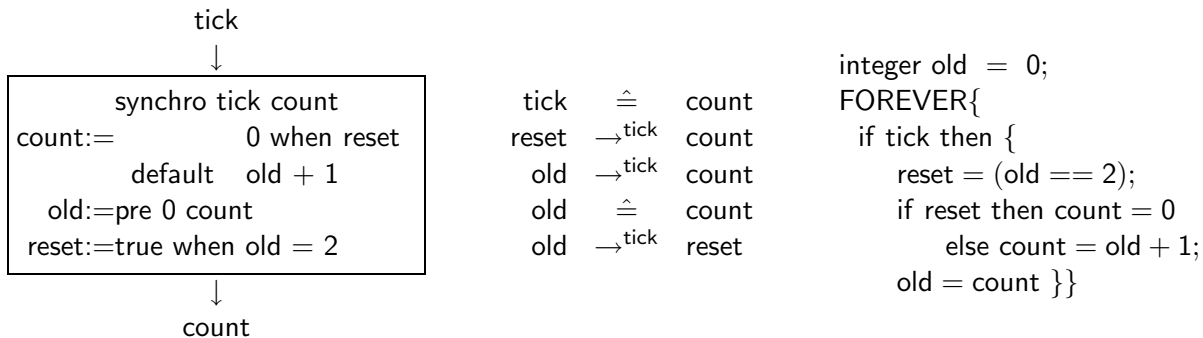 tick
↓
synchro tick count
count:= 0 when reset
default old + 1
old:=pre 0 count
reset:=true when old = 2
↓
count
tick ≙ count
reset →tick count
old →tick count
old ≙ count
old →tick reset
integer old = 0;
FOREVER{
if tick then {
reset = (old == 2);
if reset then count = 0
else count = old + 1;
old = count }}